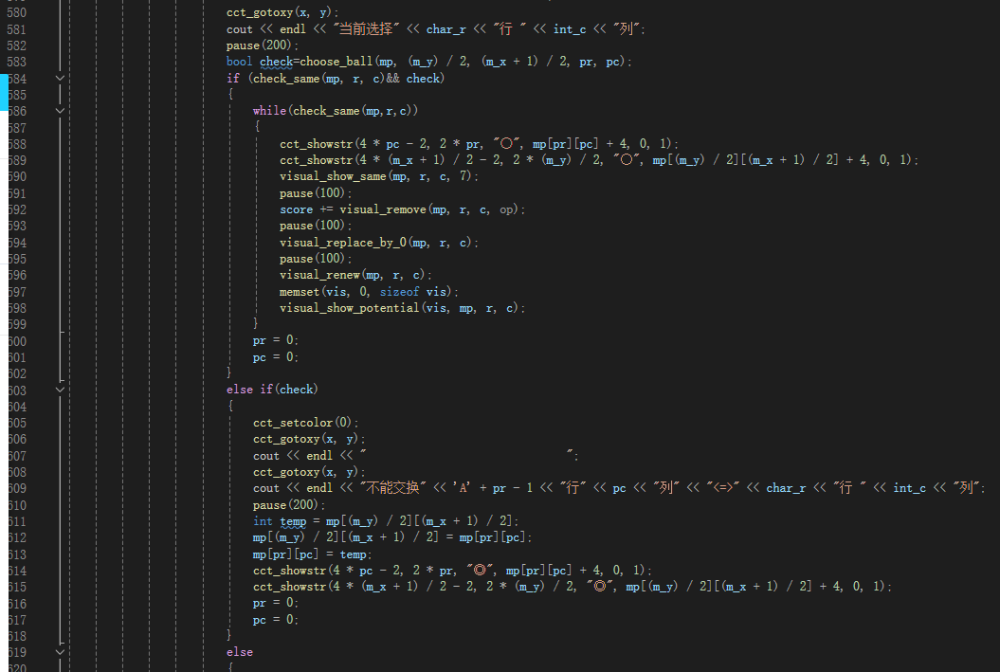 580 cct_gotoxy(x, y);
581 cout << endl << "当前选择" << char_r << "行 " << int_c << "列";
582 pause(200);
583 bool check=choose_ball(mp, (m_y) / 2, (m_x + 1) / 2, pr, pc);
584 if (check_same(mp, r, c)&& check)
585 {
586 while(check_same(mp,r,c))
587 {
588 cct_showstr(4 * pc - 2, 2 * pr, "〇", mp[pr][pc] + 4, 0, 1);
589 cct_showstr(4 * (m_x + 1) / 2 - 2, 2 * (m_y) / 2, "〇", mp[(m_y) / 2][(m_x + 1) / 2] + 4, 0, 1);
590 visual_show_same(mp, r, c, 7);
591 pause(100);
592 score += visual_remove(mp, r, c, op);
593 pause(100);
594 visual_replace_by_0(mp, r, c);
595 pause(100);
596 visual_renew(mp, r, c);
597 memset(vis, 0, sizeof vis);
598 visual_show_potential(vis, mp, r, c);
599 }
600 pr = 0;
601 pc = 0;
602 }
603 else if(check)
604 {
605 cct_setcolor(0);
606 cct_gotoxy(x, y);
607 cout << endl << "                              ";
608 cct_gotoxy(x, y);
609 cout << endl << "不能交换" << 'A' + pr - 1 << "行" << pc << "列" << "<=>" << char_r << "行 " << int_c << "列";
610 pause(200);
611 int temp = mp[(m_y) / 2][(m_x + 1) / 2];
612 mp[(m_y) / 2][(m_x + 1) / 2] = mp[pr][pc];
613 mp[pr][pc] = temp;
614 cct_showstr(4 * pc - 2, 2 * pr, "◎", mp[pr][pc] + 4, 0, 1);
615 cct_showstr(4 * (m_x + 1) / 2 - 2, 2 * (m_y) / 2, "◎", mp[(m_y) / 2][(m_x + 1) / 2] + 4, 0, 1);
616 pr = 0;
617 pc = 0;
618 }
619 else
620 {